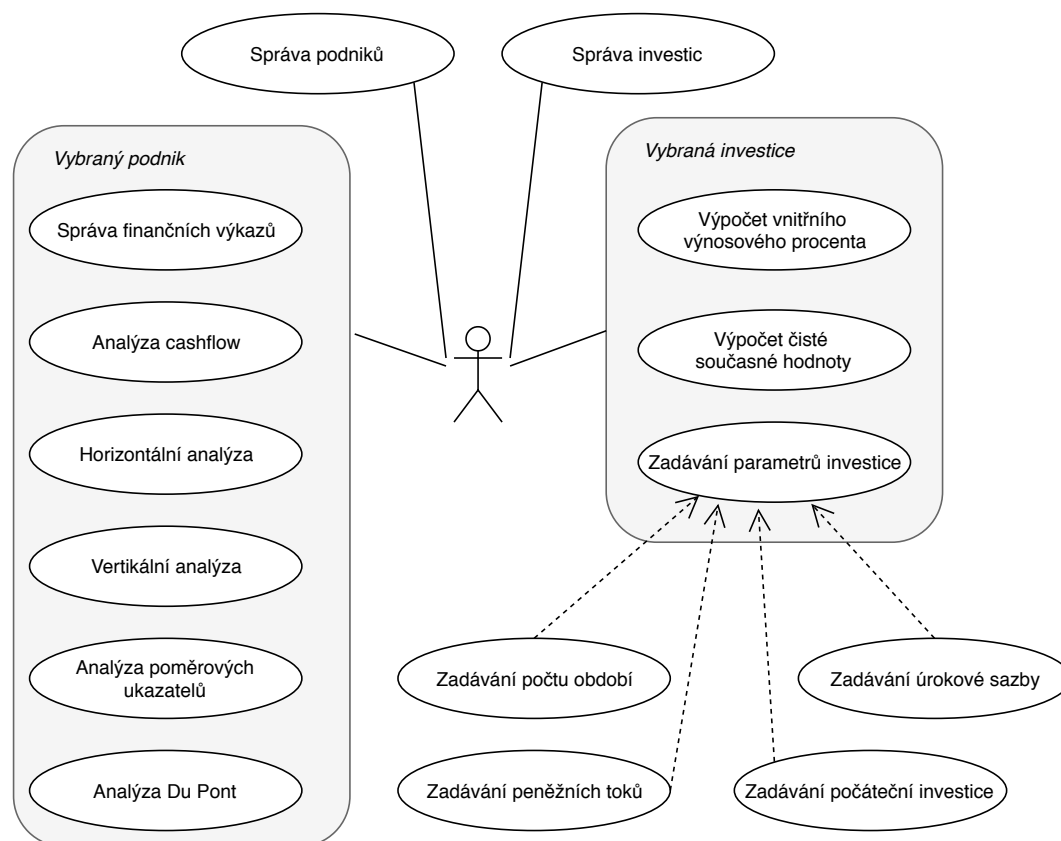 Správa podniků
Správa investic
Vybraný podnik
Správa finančních výkazů
Analýza cashflow
Horizontální analýza
Vertikální analýza
Analýza poměrových
ukazatelů
Analýza Du Pont
Vybraná investice
Výpočet vnitřního
výnosového procenta
Výpočet čisté
současné hodnoty
Zadávání parametrů investice
Zadávání počtu období
Zadávání úrokové sazby
Zadávání peněžních toků
Zadávání počáteční investice